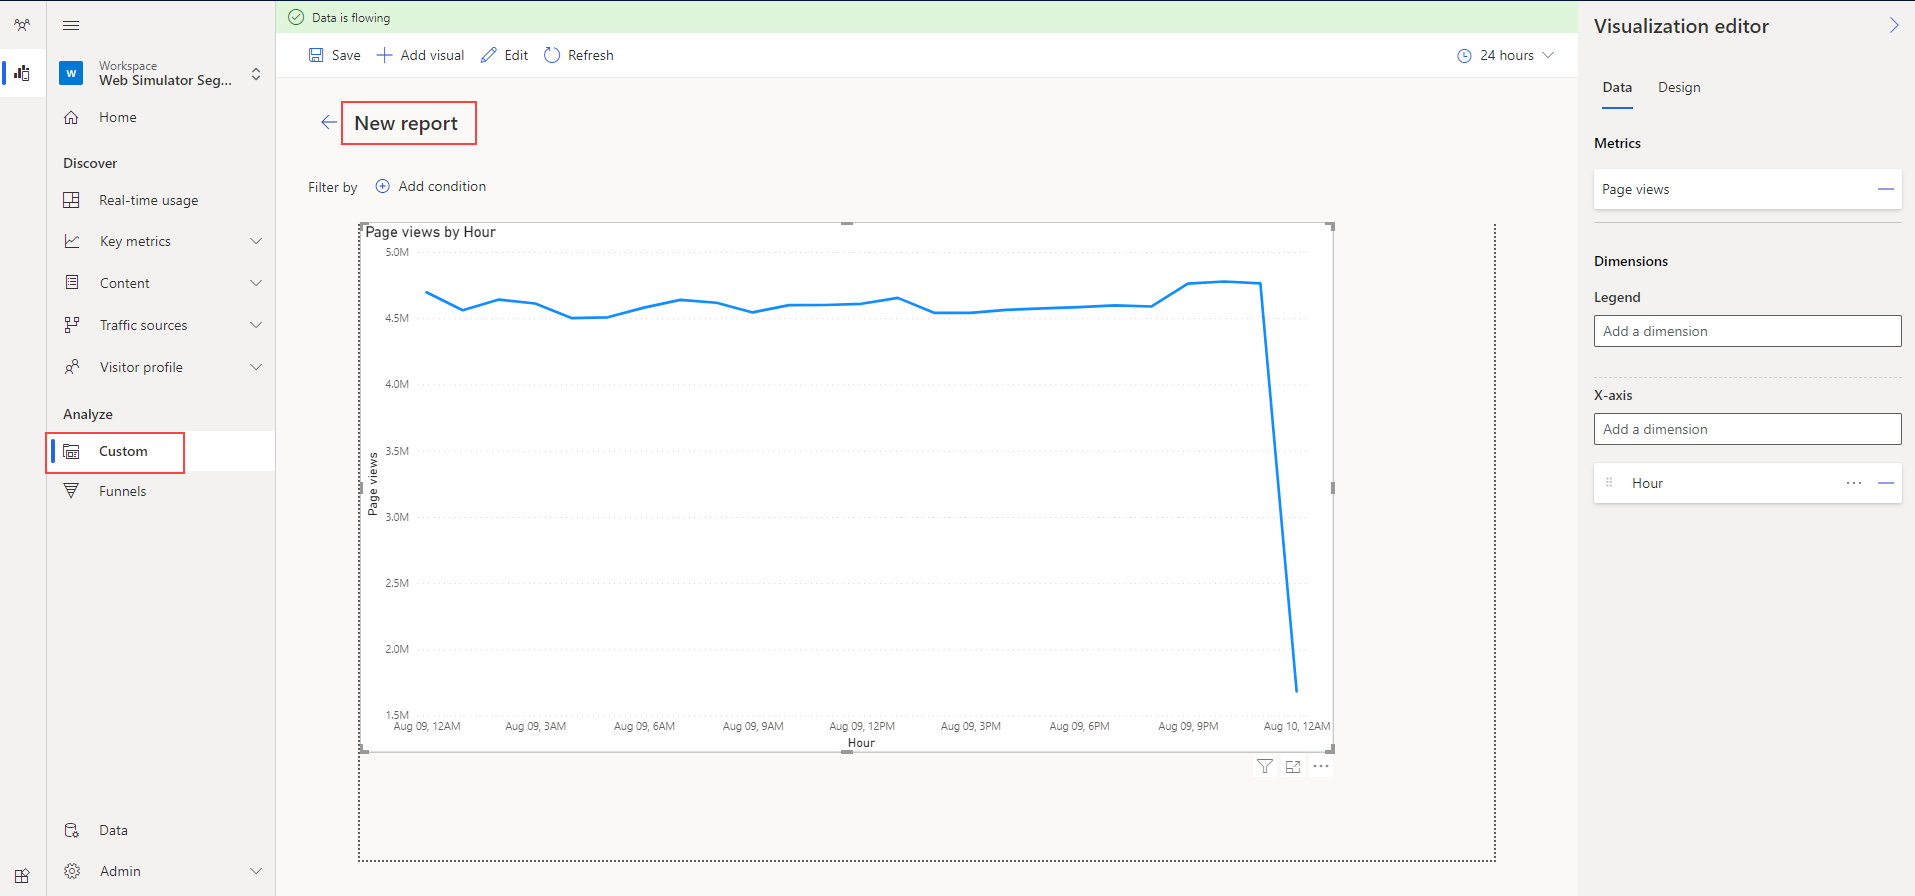 Data is flowing
Save
Add visual
Edit
Refresh
24 hours
W
Workspace
Web Simulator Seg...
Home
Discover
Real-time usage
Key metrics
Content
Traffic sources
Visitor profile
Analyze
Custom
Funnels
Data
Admin
New report
Filter by
Add condition
Page views by Hour
5.0M
4.5M
4.0M
3.5M
3.0M
2.5M
2.0M
1.5M
Page views
Aug 09, 12AM
Aug 09, 3AM
Aug 09, 6AM
Aug 09, 9AM
Aug 09, 12PM
Aug 09, 3PM
Aug 09, 6PM
Aug 09, 9PM
Aug 10, 12AM
Hour
Visualization editor
Data
Design
Metrics
Page views
Dimensions
Legend
Add a dimension
X-axis
Add a dimension
Hour